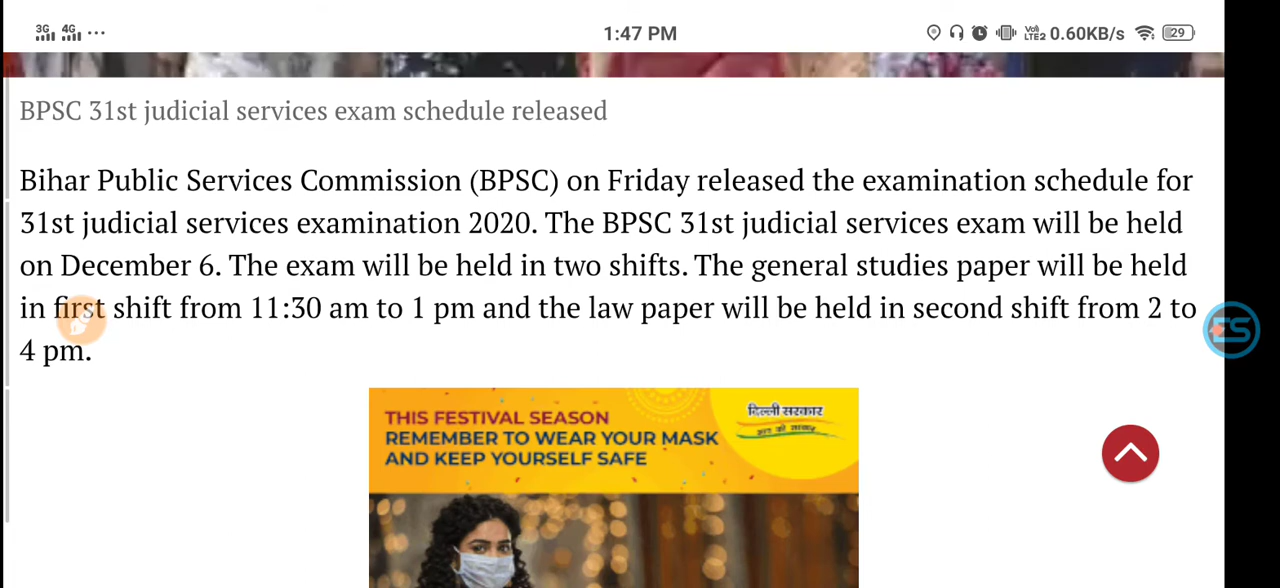 3G 4G ...
1:47 PM
VoB LTE2 0.60KB/s 29
BPSC 31st judicial services exam schedule released
Bihar Public Services Commission (BPSC) on Friday released the examination schedule for
31st judicial services examination 2020. The BPSC 31st judicial services exam will be held
on December 6. The exam will be held in two shifts. The general studies paper will be held
in first shift from 11:30 am to 1 pm and the law paper will be held in second shift from 2 to
4 pm.
THIS FESTIVAL SEASON
REMEMBER TO WEAR YOUR MASK
AND KEEP YOURSELF SAFE
दिल्ली सरकार